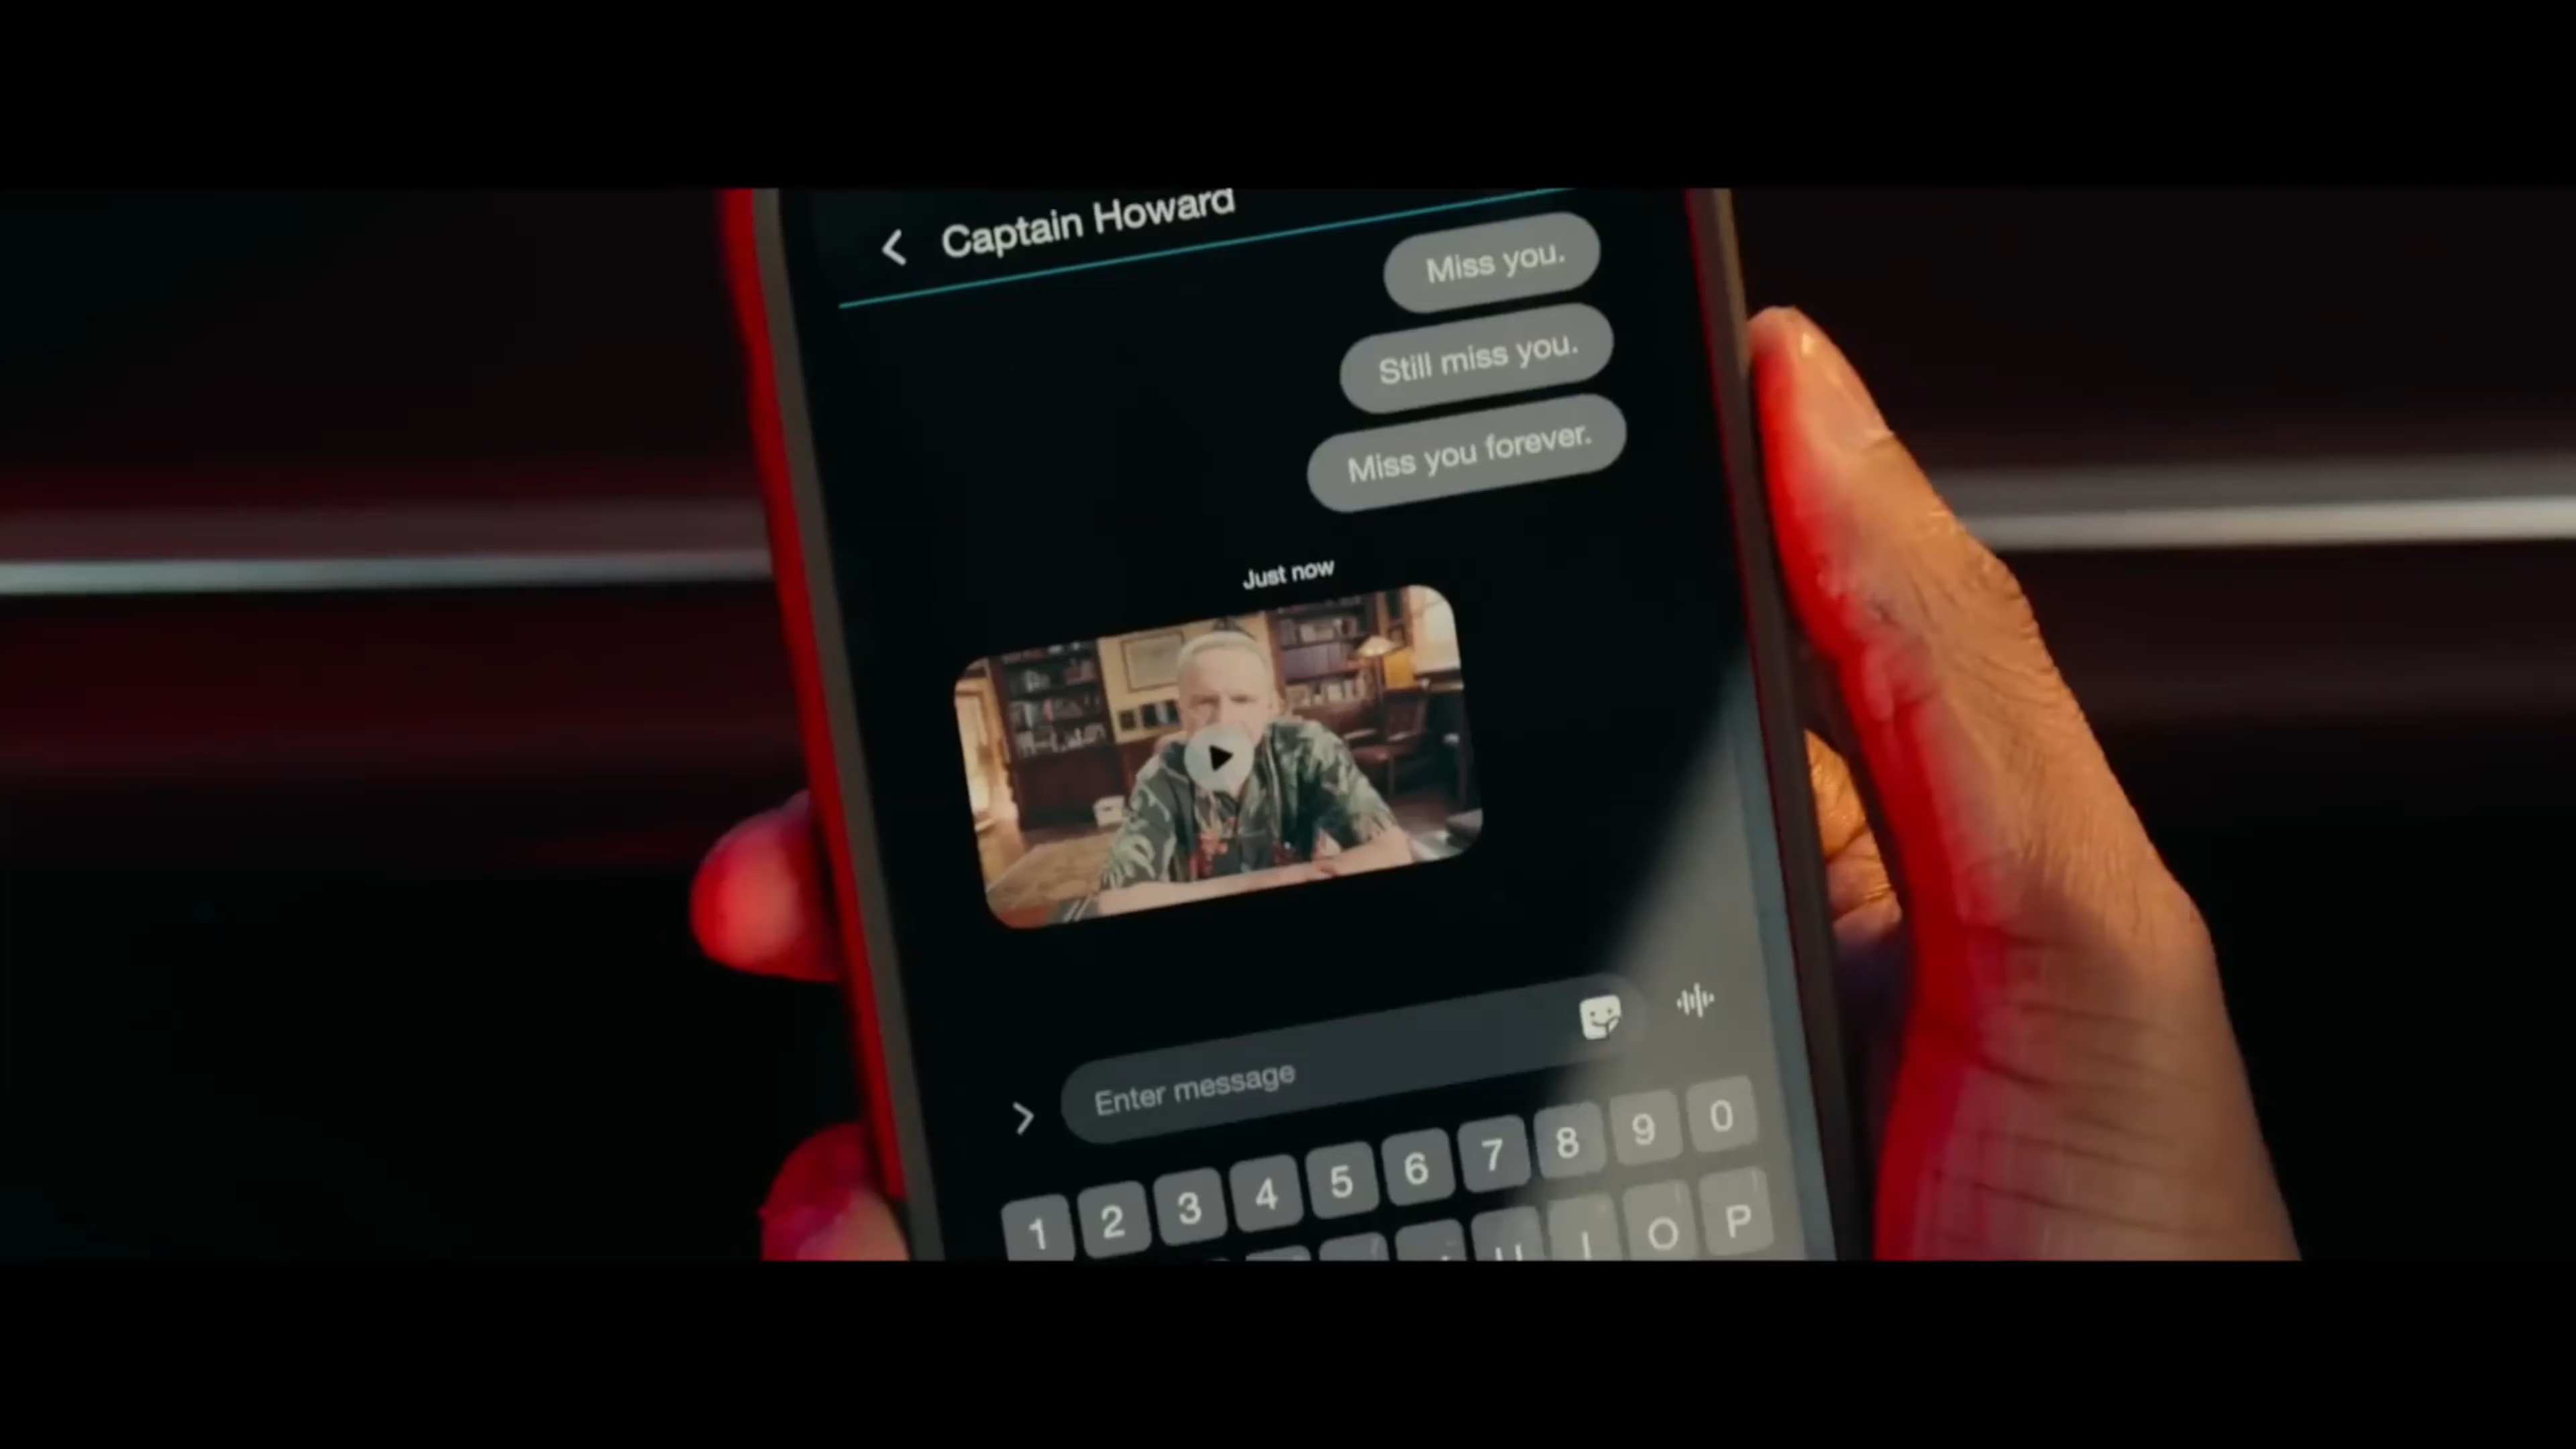 Captain Howard
Miss you.
Still miss you.
Miss you forever.
Just now
Enter message
1 2 3 4 5 6 7 8 9 0
U I O P